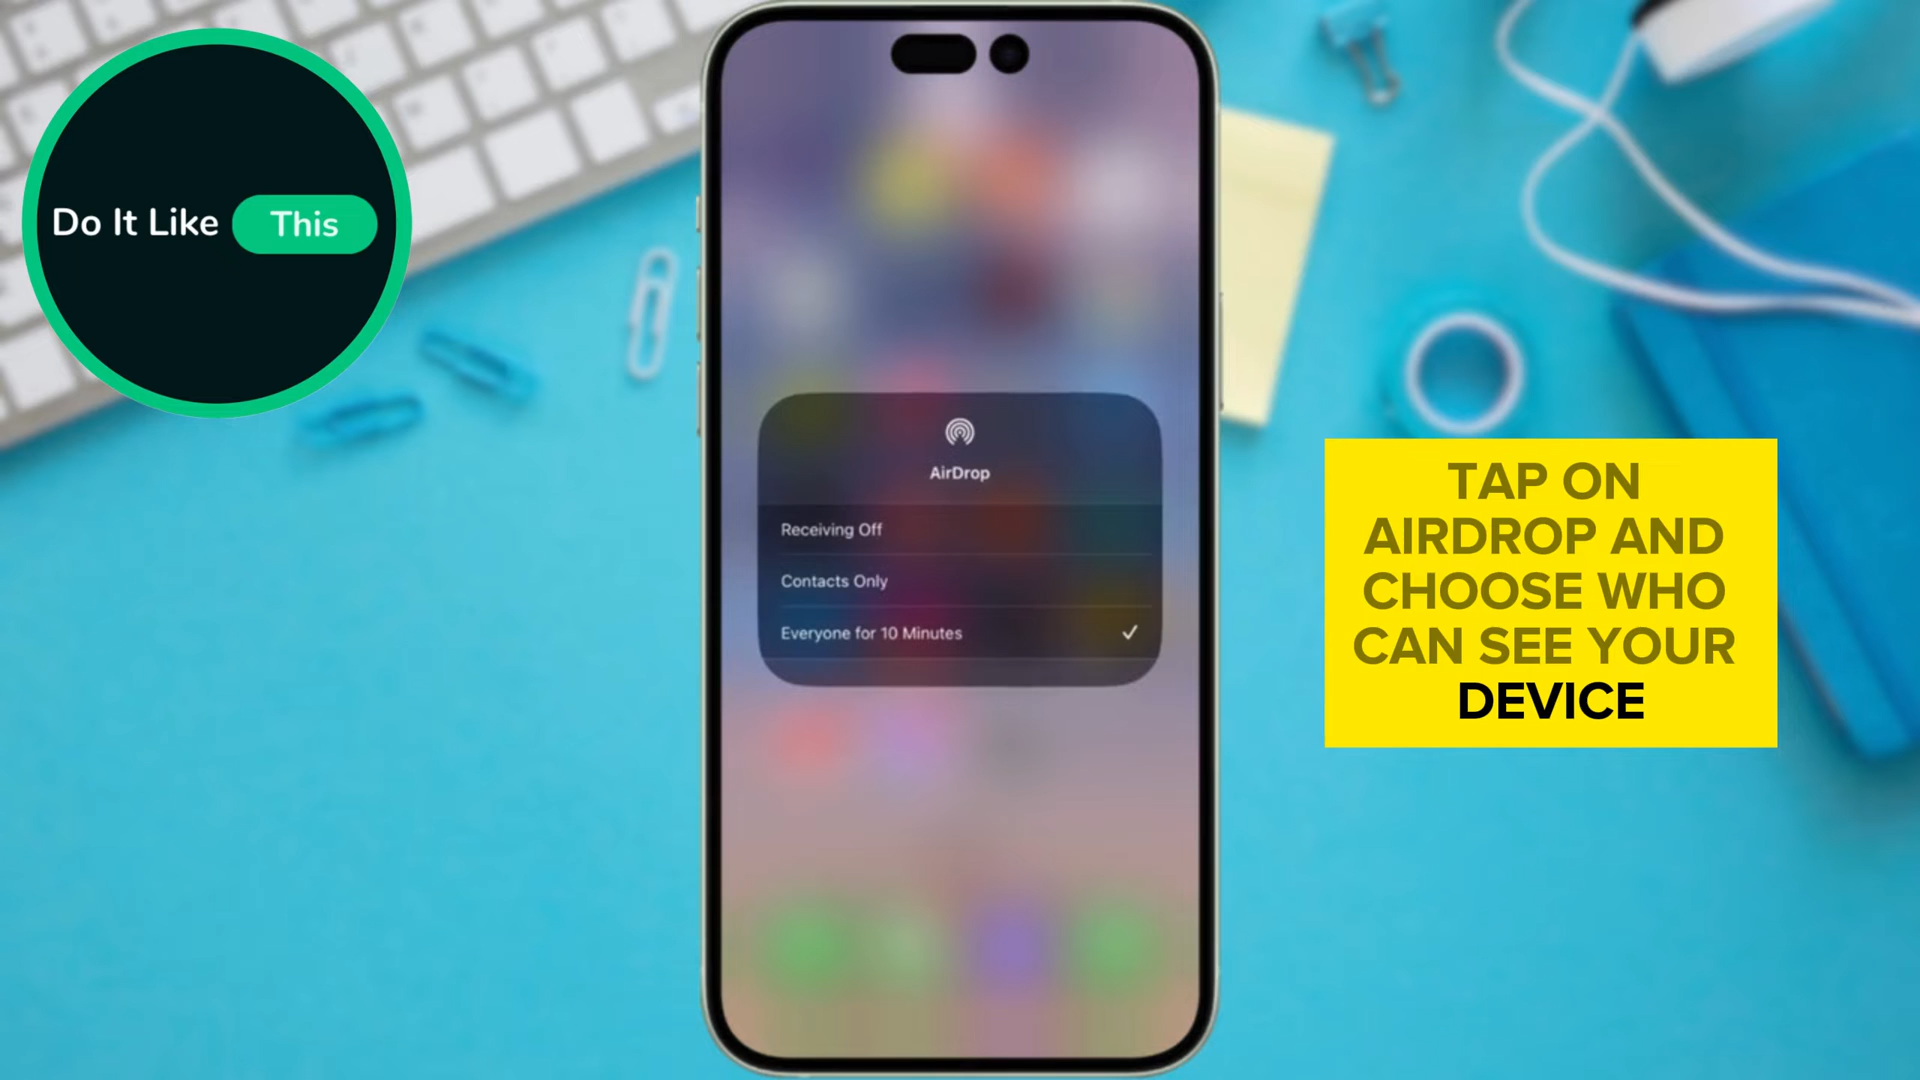 Do It Like This
AirDrop
Receiving Off
Contacts Only
Everyone for 10 Minutes
TAP ON
AIRDROP AND
CHOOSE WHO
CAN SEE YOUR
DEVICE